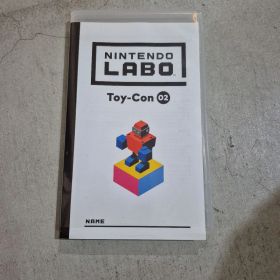 NINTENDO
LABO
Toy-Con 02
NAME